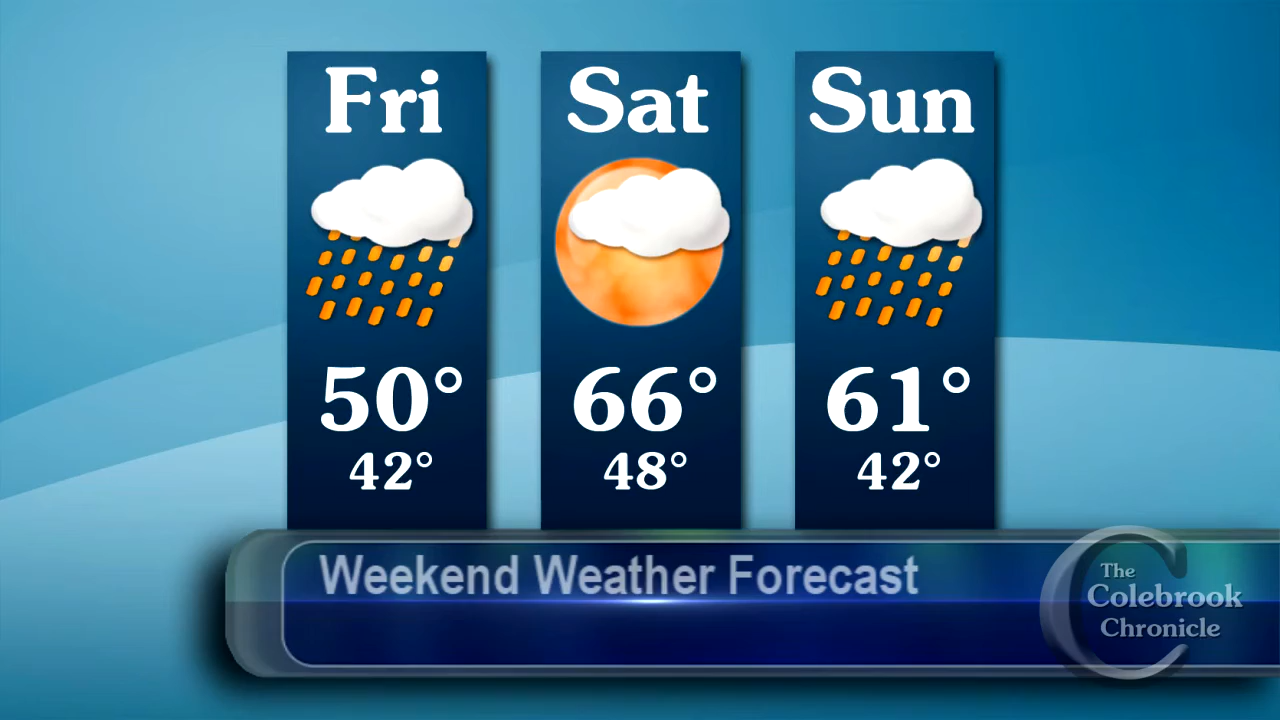 Fri
50°
42°
Sat
66°
48°
Sun
61°
42°
Weekend Weather Forecast
The
Colebrook
Chronicle